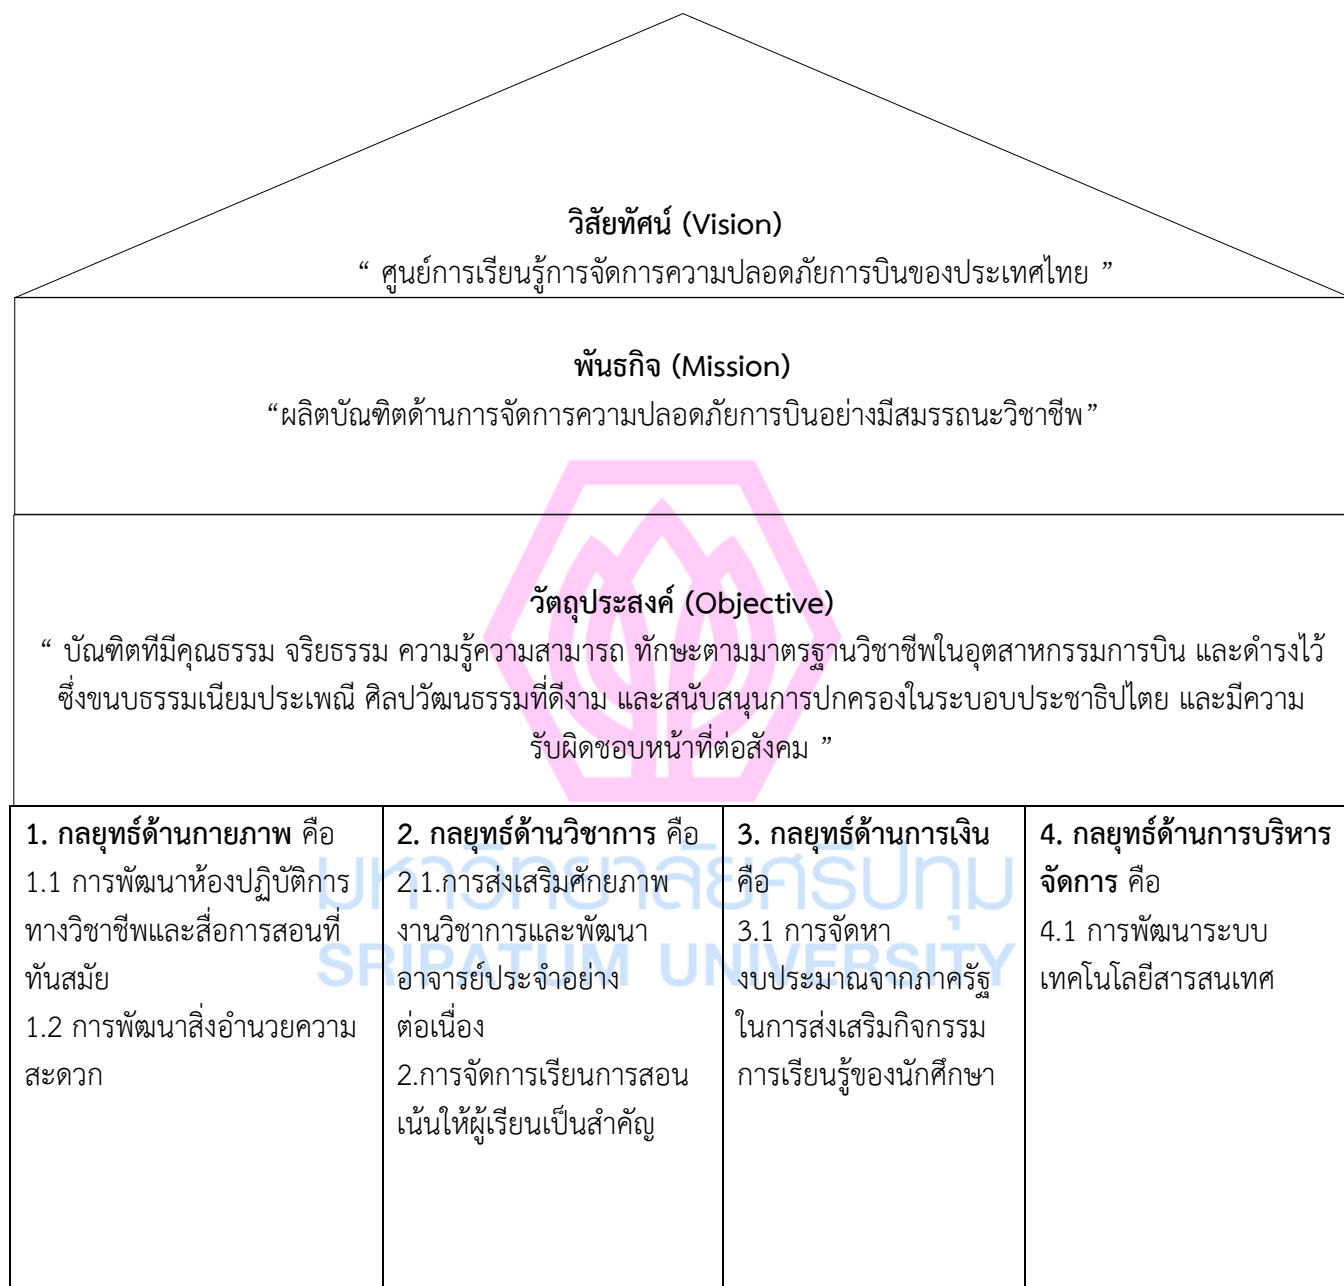 วิสัยทัศน์ (Vision)
“ ศูนย์การเรียนรู้การจัดการความปลอดภัยการบินของประเทศไทย ”
พันธกิจ (Mission)
“ผลิตบัณฑิตด้านการจัดการความปลอดภัยการบินอย่างมีสมรรถนะวิชาชีพ”
วัตถุประสงค์ (Objective)
“ บัณฑิตทีมีคุณธรรม จริยธรรม ความรู้ความสามารถ ทักษะตามมาตรฐานวิชาชีพในอุตสาหกรรมการบิน และดำรงไว้
ซึ่งขนบธรรมเนียมประเพณี ศิลปวัฒนธรรมที่ดีงาม และสนับสนุนการปกครองในระบอบประชาธิปไตย และมีความ
รับผิดชอบหน้าที่ต่อสังคม ”
1. กลยุทธ์ด้านกายภาพ คือ
1.1 การพัฒนาห้องปฏิบัติการ
ทางวิชาชีพและสื่อการสอนที่
ทันสมัย
1.2 การพัฒนาสิ่งอำนวยความ
สะดวก
2. กลยุทธ์ด้านวิชาการ คือ
2.1.การส่งเสริมศักยภาพ
งานวิชาการและพัฒนา
อาจารย์ประจำอย่าง
ต่อเนื่อง
2.การจัดการเรียนการสอน
เน้นให้ผู้เรียนเป็นสำคัญ
3. กลยุทธ์ด้านการเงิน
คือ
3.1 การจัดหา
งบประมาณจากภาครัฐ
ในการส่งเสริมกิจกรรม
การเรียนรู้ของนักศึกษา
4. กลยุทธ์ด้านการบริหาร
จัดการ คือ
4.1 การพัฒนาระบบ
เทคโนโลยีสารสนเทศ
มหาวิทยาลัยศรีปทุม
SRIPATUM UNIVERSITY